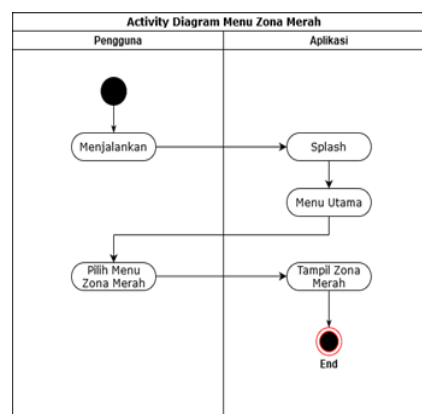 Activity Diagram Menu Zona Merah
Pengguna
Aplikasi
Menjalankan
Splash
Menu Utama
Pilih Menu
Zona Merah
Tampil Zona
Merah
End